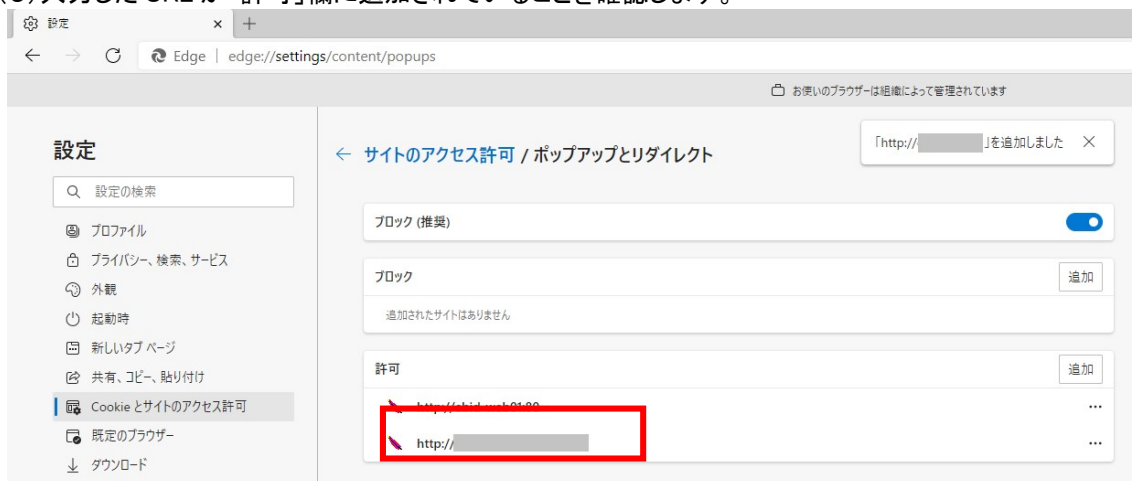 入力した URL が「許可」欄に追加されていることを確認します。
設定
Edge | edge://settings/content/popups
お使いのブラウザーは組織によって管理されています
設定
サイトのアクセス許可 / ポップアップとリダイレクト
「http:// 」を追加しました
設定の検索
プロファイル
プライバシー、検索、サービス
外観
起動時
新しいタブ ページ
共有、コピー、貼り付け
Cookie とサイトのアクセス許可
既定のブラウザー
ダウンロード
ブロック (推奨)
ブロック
追加
追加されたサイトはありません
許可
追加
http://